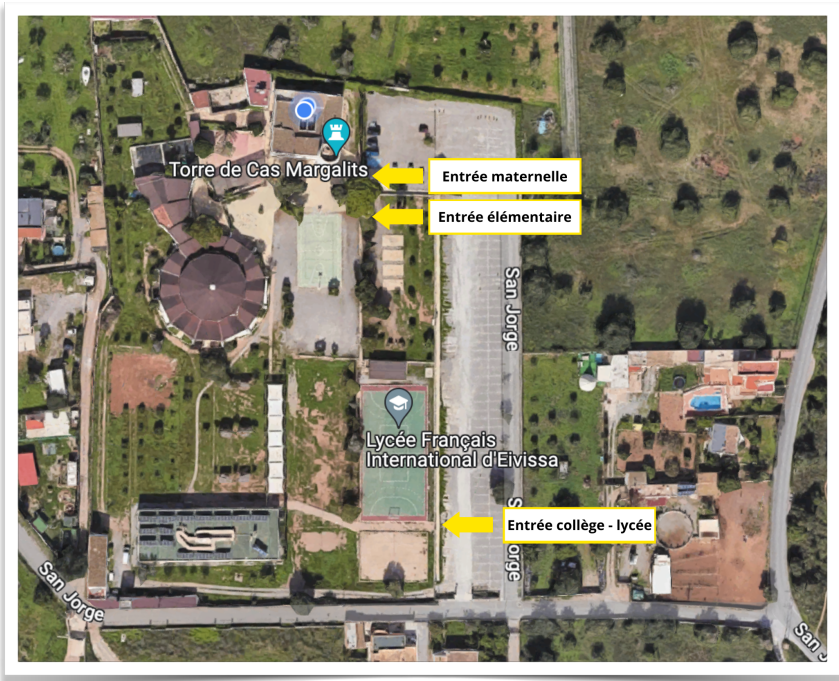 Torre de Cas Margalits
Entrée maternelle
Entrée élémentaire
San Jorge
Lycée Français
International d'Eivissa
Entrée collège - lycée
San Jorge
San Jorge
San J